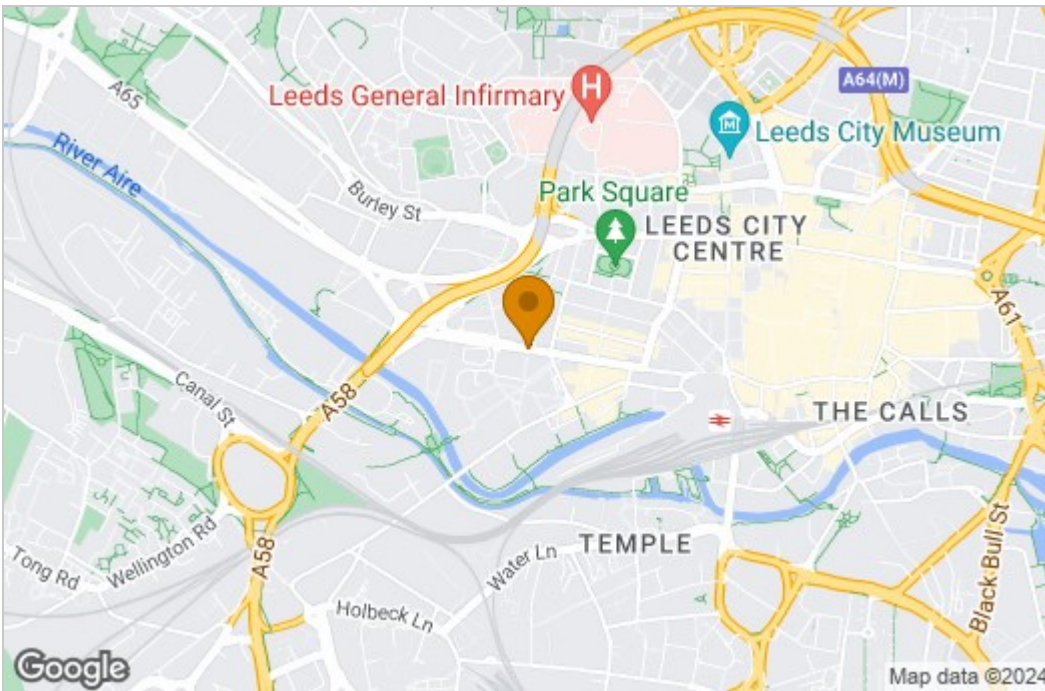 A65
River Aire
Leeds General Infirmary
H
A64(M)
M
Leeds City Museum
Burley St
Park Square
LEEDS CITY
CENTRE
A61
Canal St
A58
THE CALLS
Tong Rd
Wellington Rd
A58
Water Ln
TEMPLE
Holbeck Ln
Black Bull St
Google
Map data ©2024